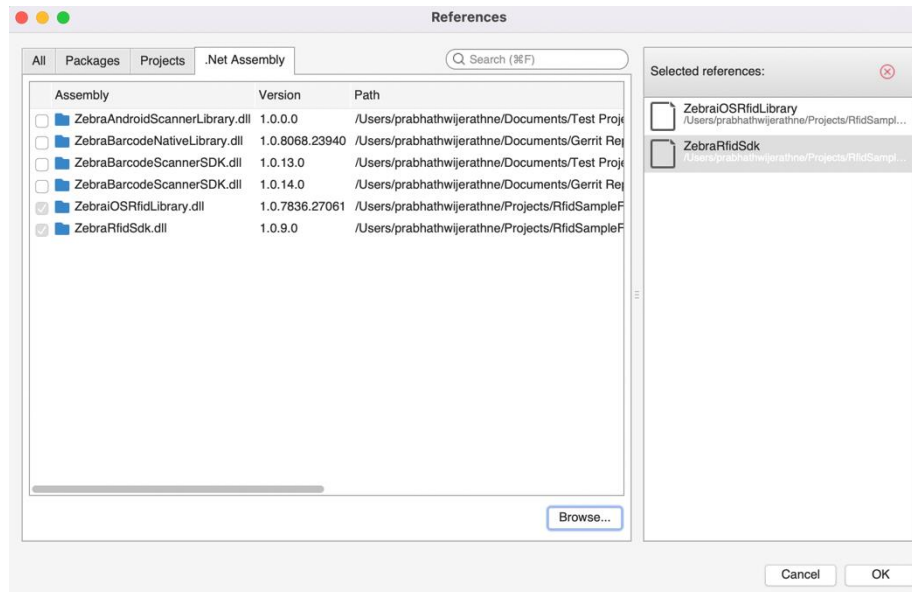 References
All Packages Projects .Net Assembly
Search (⌘F)
Assembly Version Path
ZebraAndroidScannerLibrary.dll 1.0.0.0 /Users/prabhathwijerathne/Documents/Test Proje
ZebraBarcodeNativeLibrary.dll 1.0.8068.23940 /Users/prabhathwijerathne/Documents/Gerrit Rep
ZebraBarcodeScannerSDK.dll 1.0.13.0 /Users/prabhathwijerathne/Documents/Test Proje
ZebraBarcodeScannerSDK.dll 1.0.14.0 /Users/prabhathwijerathne/Documents/Gerrit Rep
ZebraiOSRfidLibrary.dll 1.0.7836.27061 /Users/prabhathwijerathne/Projects/RfidSampleF
ZebraRfidSdk.dll 1.0.9.0 /Users/prabhathwijerathne/Projects/RfidSampleF
Browse...
Selected references:
ZebraiOSRfidLibrary
/Users/prabhathwijerathne/Projects/RfidSampl...
ZebraRfidSdk
/Users/prabhathwijerathne/Projects/RfidSampl...
Cancel OK